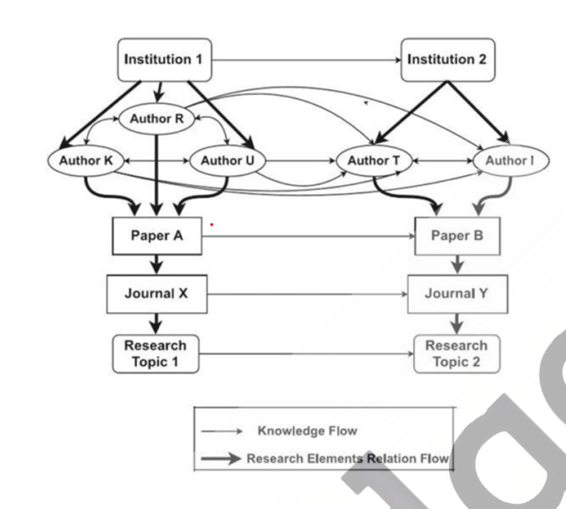 Institution 1
Institution 2
Author R
Author K
Author U
Author T
Author I
Paper A
Paper B
Journal X
Journal Y
Research
Topic 1
Research
Topic 2
Knowledge Flow
Research Elements Relation Flow